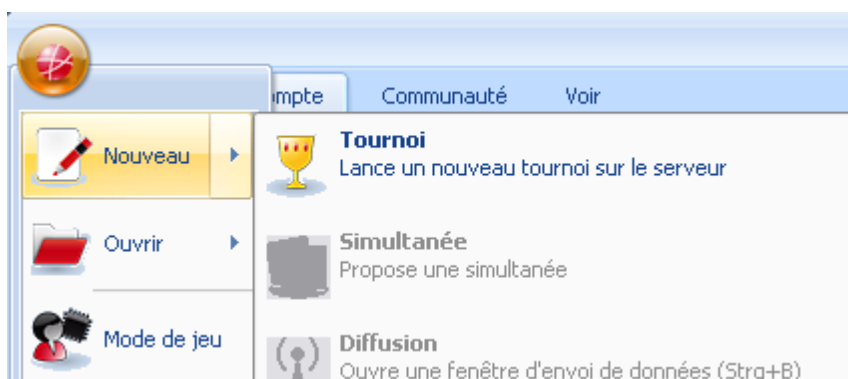 mpte Communauté Voir
Nouveau
Tournoi
Lance un nouveau tournoi sur le serveur
Ouvrir
Simultanée
Propose une simultanée
Mode de jeu
Diffusion
Ouvre une fenêtre d'envoi de données (Strg+B)